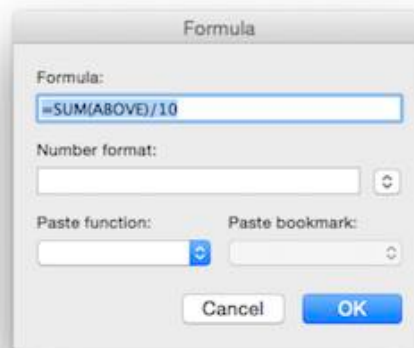 Formula
Formula:
=SUM(ABOVE)/10
Number format:
Paste function: Paste bookmark:
Cancel OK